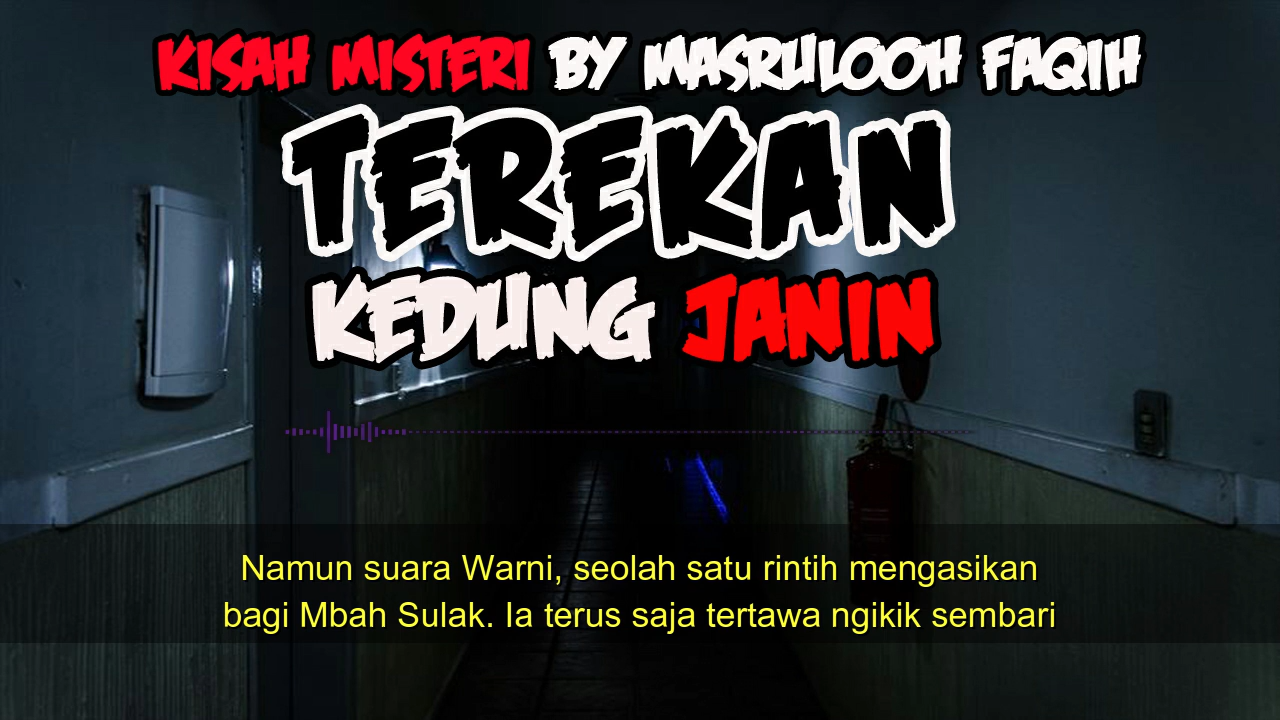 KISAH MISTERI BY MASRULOOH FAQIH
TEREKAN
KEDUNG JANIN
Namun suara Warni, seolah satu rintih mengasikan
bagi Mbah Sulak. Ia terus saja tertawa ngikik sembari